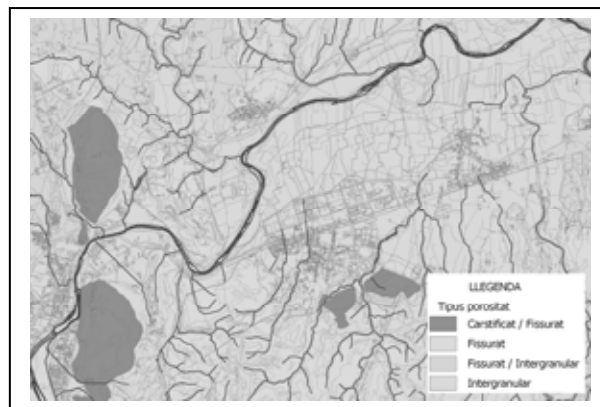 LLEGENDA
Tipus porositat
Carstificat / Fissurat
Fissurat
Fissurat / Intergranular
Intergranular